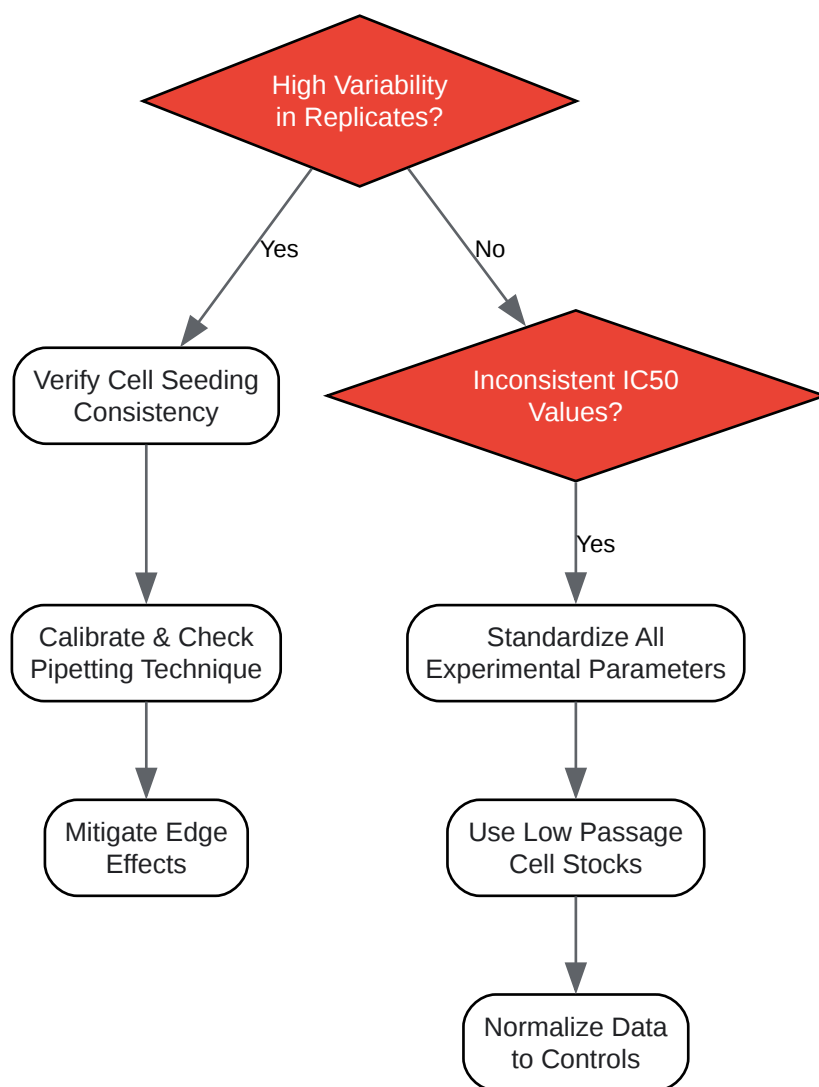 High Variability
in Replicates?
Yes
No
Verify Cell Seeding
Consistency
Inconsistent IC50
Values?
Yes
Calibrate & Check
Pipetting Technique
Standardize All
Experimental Parameters
Mitigate Edge
Effects
Use Low Passage
Cell Stocks
Normalize Data
to Controls